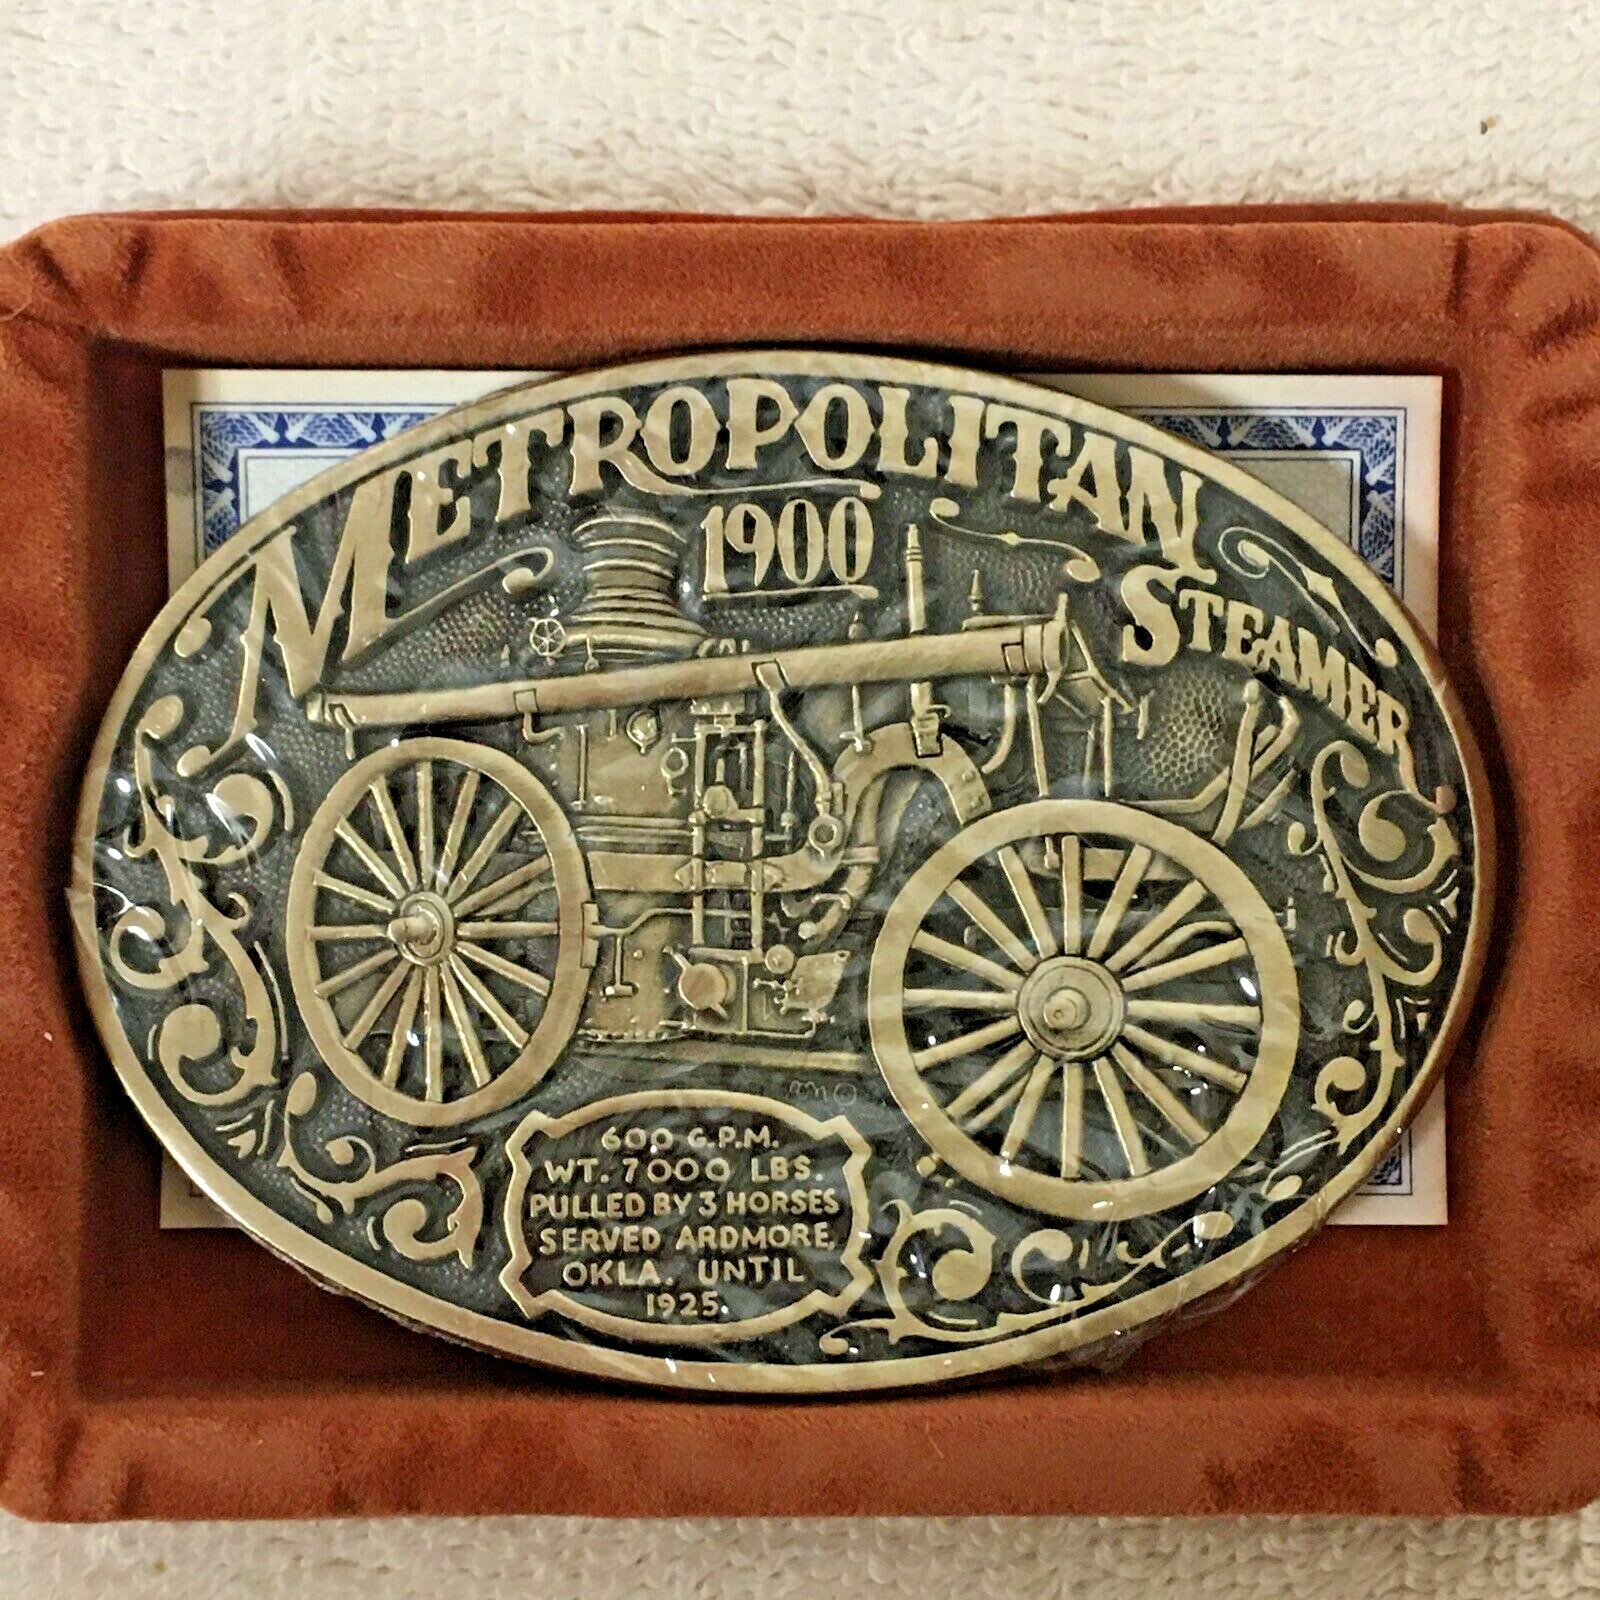 METROPOLITAN
1900
STEAMER
600 G.P.M.
WT. 7000 LBS.
PULLED BY 3 HORSES
SERVED ARDMORE,
OKLA. UNTIL
1925.